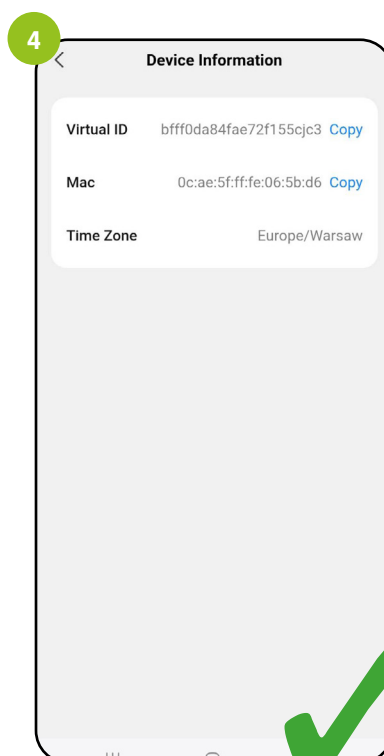 4
Device Information
Virtual ID bfff0da84fae72f155cjc3 Copy
Mac 0c:ae:5f:ff:fe:06:5b:d6 Copy
Time Zone Europe/Warsaw